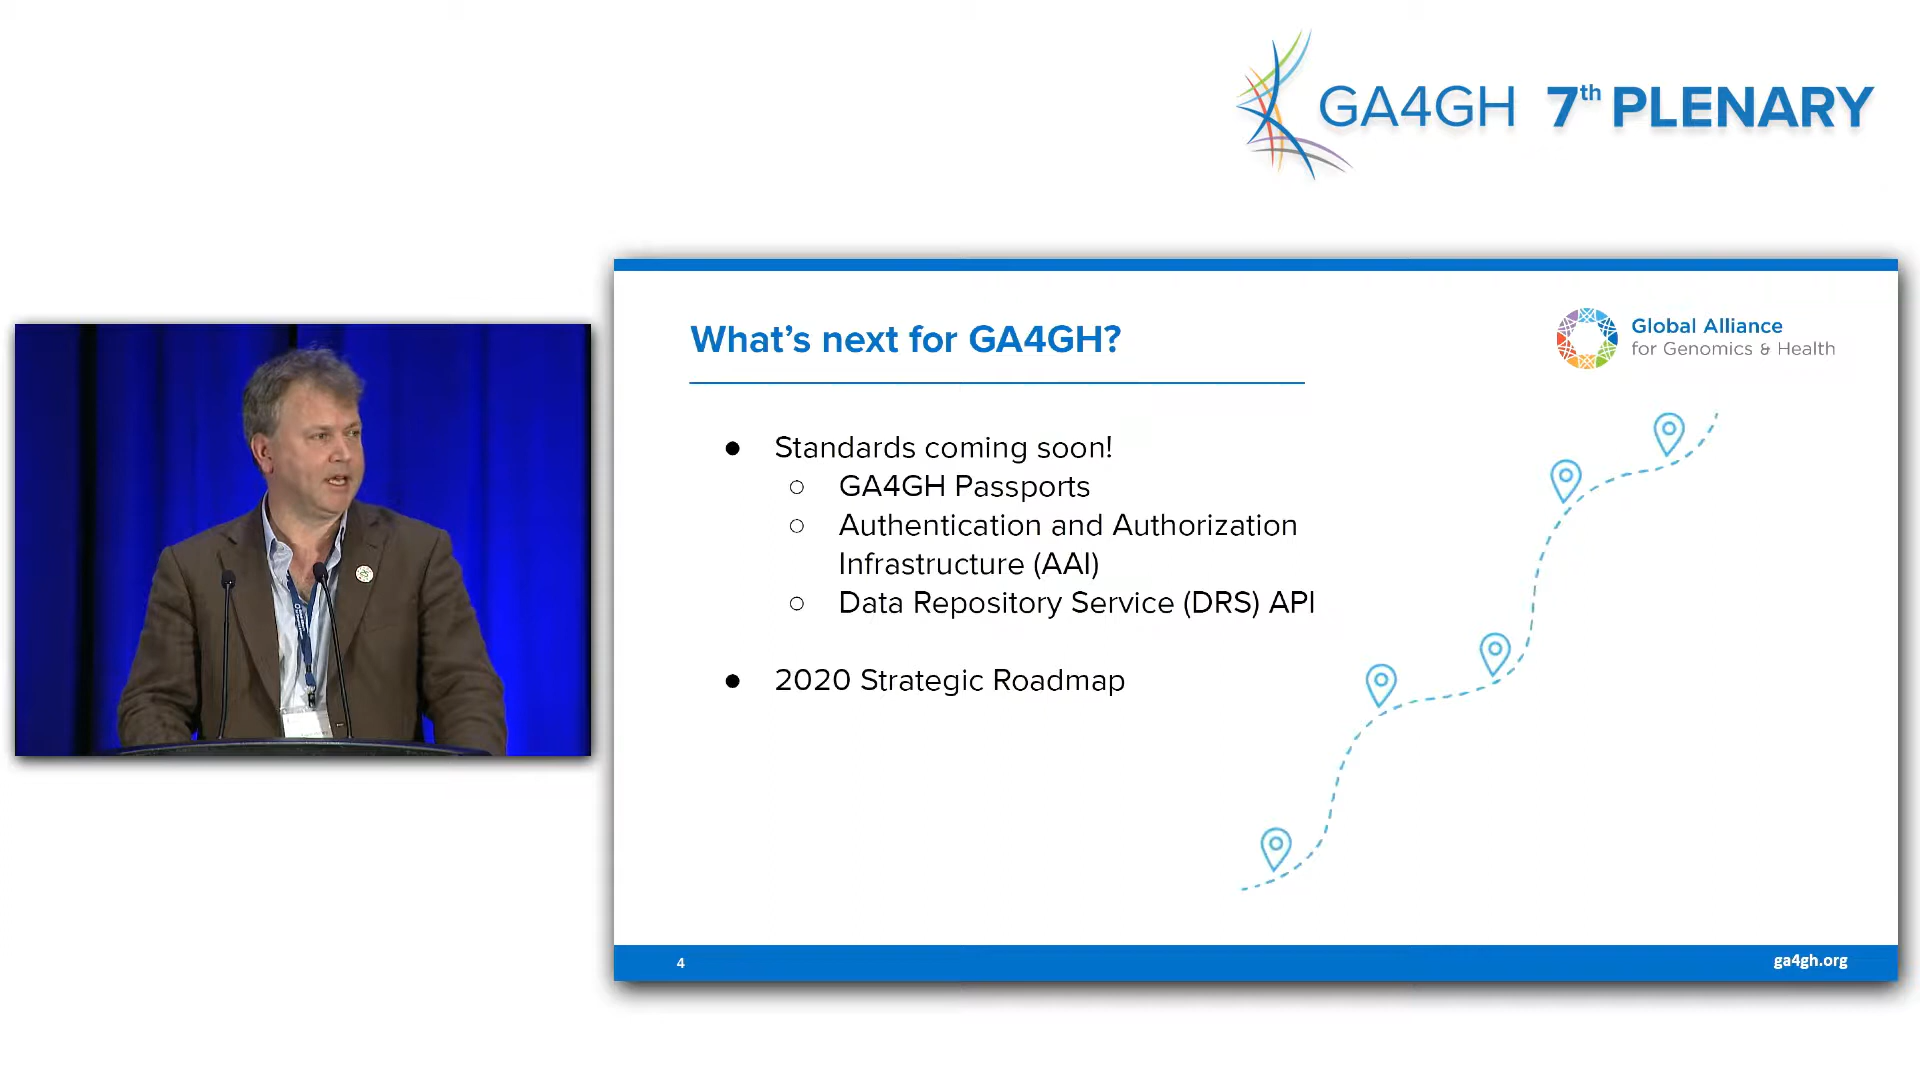 GA4GH 7th PLENARY
What's next for GA4GH?
Global Alliance
for Genomics & Health
● Standards coming soon!
○ GA4GH Passports
○ Authentication and Authorization
Infrastructure (AAI)
○ Data Repository Service (DRS) API
● 2020 Strategic Roadmap
4
ga4gh.org